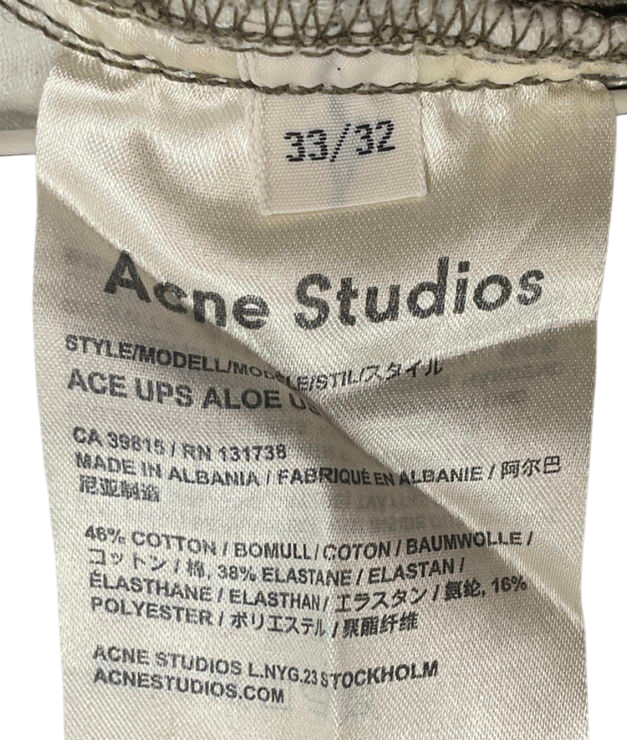 33/32
Acne Studios
STYLE/MODELL/MODÈLE/STIL/スタイル
ACE UPS ALOE
CA 39815 / RN 131738
MADE IN ALBANIA / FABRIQUÉ EN ALBANIE / 阿尔巴
尼亚制造
46% COTTON / BOMULL / COTON / BAUMWOLLE /
コットン / 棉, 38% ELASTANE / ELASTAN /
ÉLASTHANE / ELASTHAN / エラスタン / 氨纶, 16%
POLYESTER / ポリエステル / 聚酯纤维
ACNE STUDIOS L.NYG.23 STOCKHOLM
ACNESTUDIOS.COM